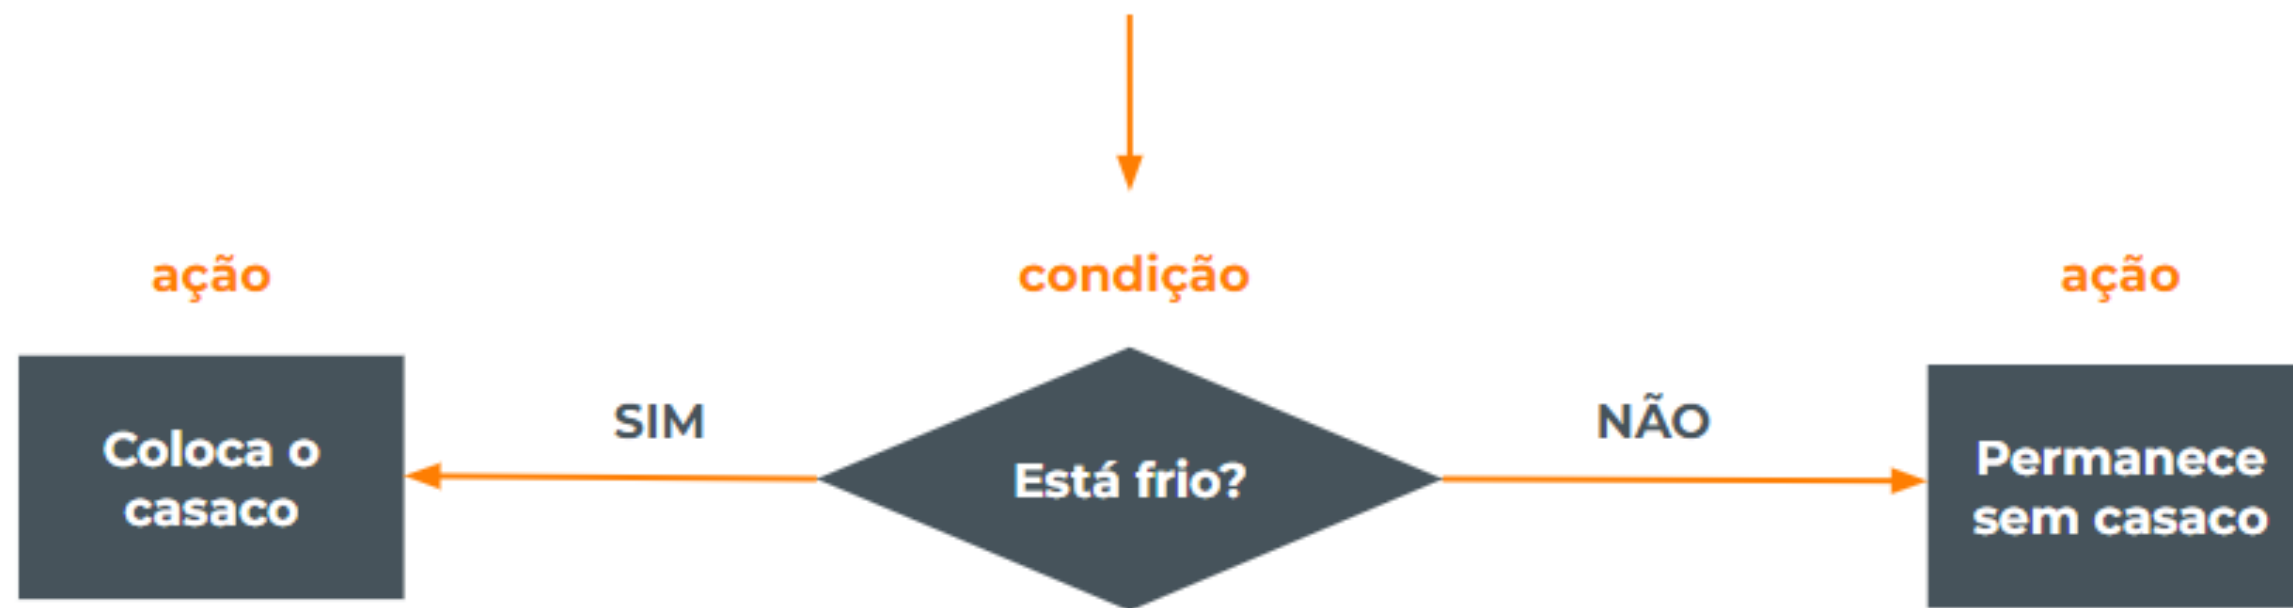 ação
condição
ação
Coloca o
casaco
SIM
Está frio?
NÃO
Permanece
sem casaco